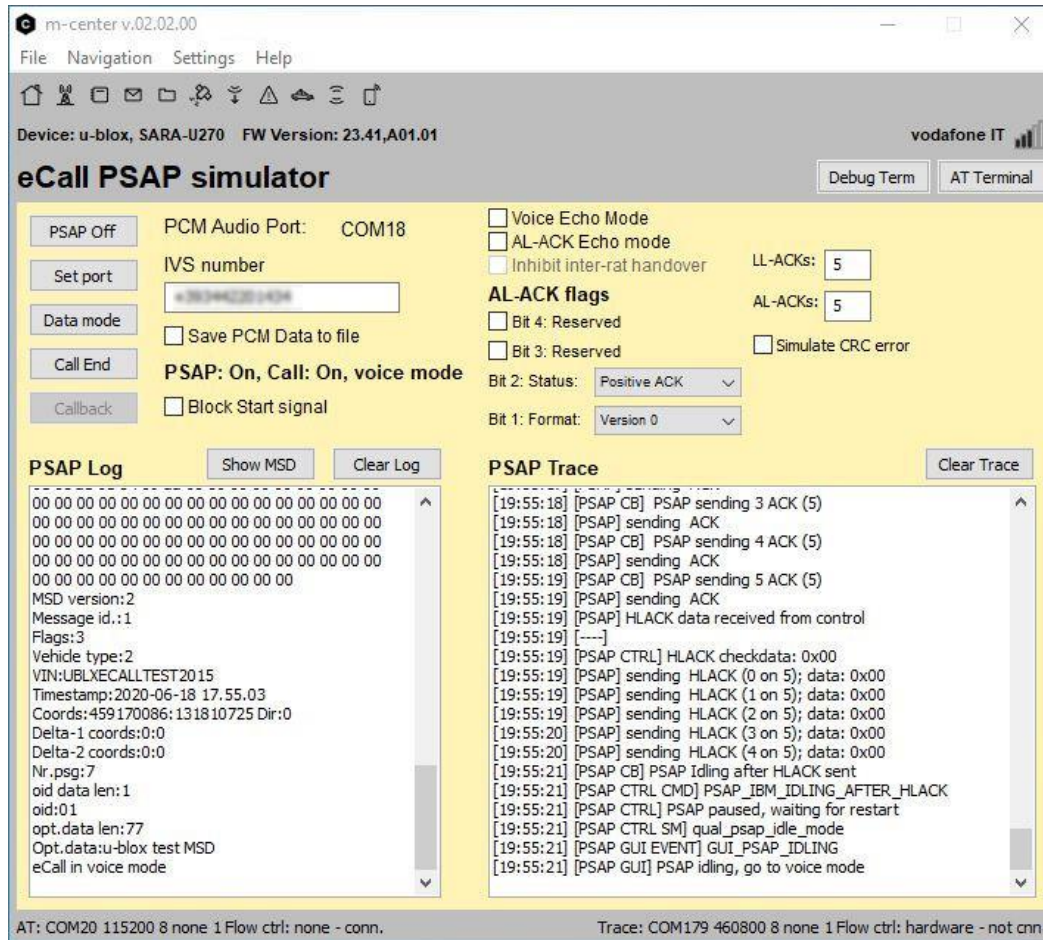 m-center v.02.02.00
File Navigation Settings Help
Device: u-blox, SARA-U270 FW Version: 23.41,A01.01
vodafone IT
eCall PSAP simulator
Debug Term
AT Terminal
PSAP Off
PCM Audio Port: COM18
Set port
IVS number
Data mode
Save PCM Data to file
Call End
PSAP: On, Call: On, voice mode
Callback
Block Start signal
Voice Echo Mode
AL-ACK Echo mode
Inhibit inter-rat handover
AL-ACK flags
Bit 4: Reserved
Bit 3: Reserved
Bit 2: Status: Positive ACK
Bit 1: Format: Version 0
LL-ACKs: 5
AL-ACKs: 5
Simulate CRC error
PSAP Log
Show MSD
Clear Log
00 00 00 00 00 00 00 00 00 00 00 00 00 00 00 00
00 00 00 00 00 00 00 00 00 00 00 00 00 00 00 00
00 00 00 00 00 00 00 00 00 00 00 00 00 00 00 00
00 00 00 00 00 00 00 00 00 00 00 00 00 00 00 00
00 00 00 00 00 00 00 00 00 00 00 00
MSD version:2
Message id.:1
Flags:3
Vehicle type:2
VIN:UBLXECALLTEST2015
Timestamp:2020-06-18 17.55.03
Coords:459170086:131810725 Dir:0
Delta-1 coords:0:0
Delta-2 coords:0:0
Nr.psg:7
oid data len:1
oid:01
opt.data len:77
Opt.data:u-blox test MSD
eCall in voice mode
PSAP Trace
Clear Trace
[19:55:18] [PSAP CB] PSAP sending 3 ACK (5)
[19:55:18] [PSAP] sending ACK
[19:55:18] [PSAP CB] PSAP sending 4 ACK (5)
[19:55:18] [PSAP] sending ACK
[19:55:19] [PSAP CB] PSAP sending 5 ACK (5)
[19:55:19] [PSAP] sending ACK
[19:55:19] [PSAP] HLACK data received from control
[19:55:19] [----]
[19:55:19] [PSAP CTRL] HLACK checkdata: 0x00
[19:55:19] [PSAP] sending HLACK (0 on 5); data: 0x00
[19:55:19] [PSAP] sending HLACK (1 on 5); data: 0x00
[19:55:19] [PSAP] sending HLACK (2 on 5); data: 0x00
[19:55:20] [PSAP] sending HLACK (3 on 5); data: 0x00
[19:55:20] [PSAP] sending HLACK (4 on 5); data: 0x00
[19:55:21] [PSAP CB] PSAP Idling after HLACK sent
[19:55:21] [PSAP CTRL CMD] PSAP_IBM_IDLING_AFTER_HLACK
[19:55:21] [PSAP CTRL] PSAP paused, waiting for restart
[19:55:21] [PSAP CTRL SM] qual_psap_idle_mode
[19:55:21] [PSAP GUI EVENT] GUI_PSAP_IDLING
[19:55:21] [PSAP GUI] PSAP idling, go to voice mode
AT: COM20 115200 8 none 1 Flow ctrl: none - conn.
Trace: COM179 460800 8 none 1 Flow ctrl: hardware - not cnn